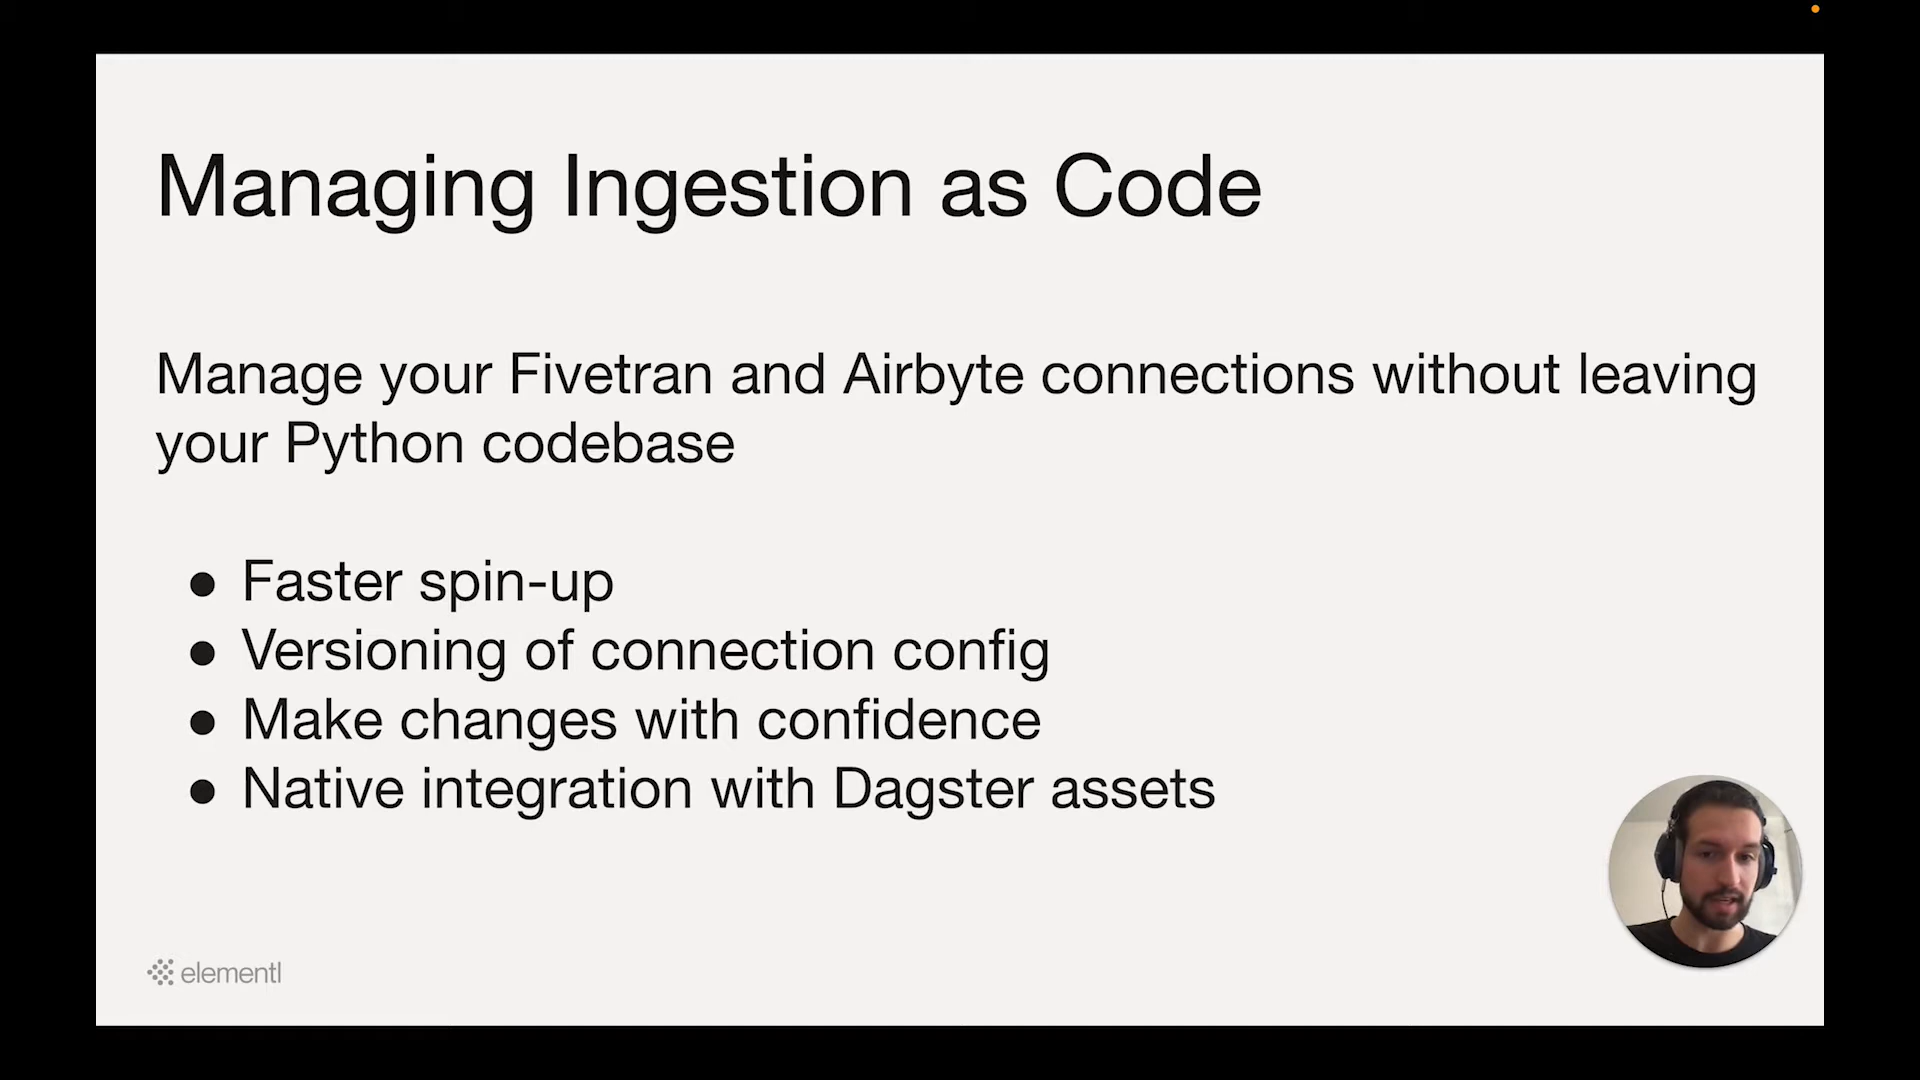 Managing Ingestion as Code
Manage your Fivetran and Airbyte connections without leaving
your Python codebase
● Faster spin-up
● Versioning of connection config
● Make changes with confidence
● Native integration with Dagster assets
elementl